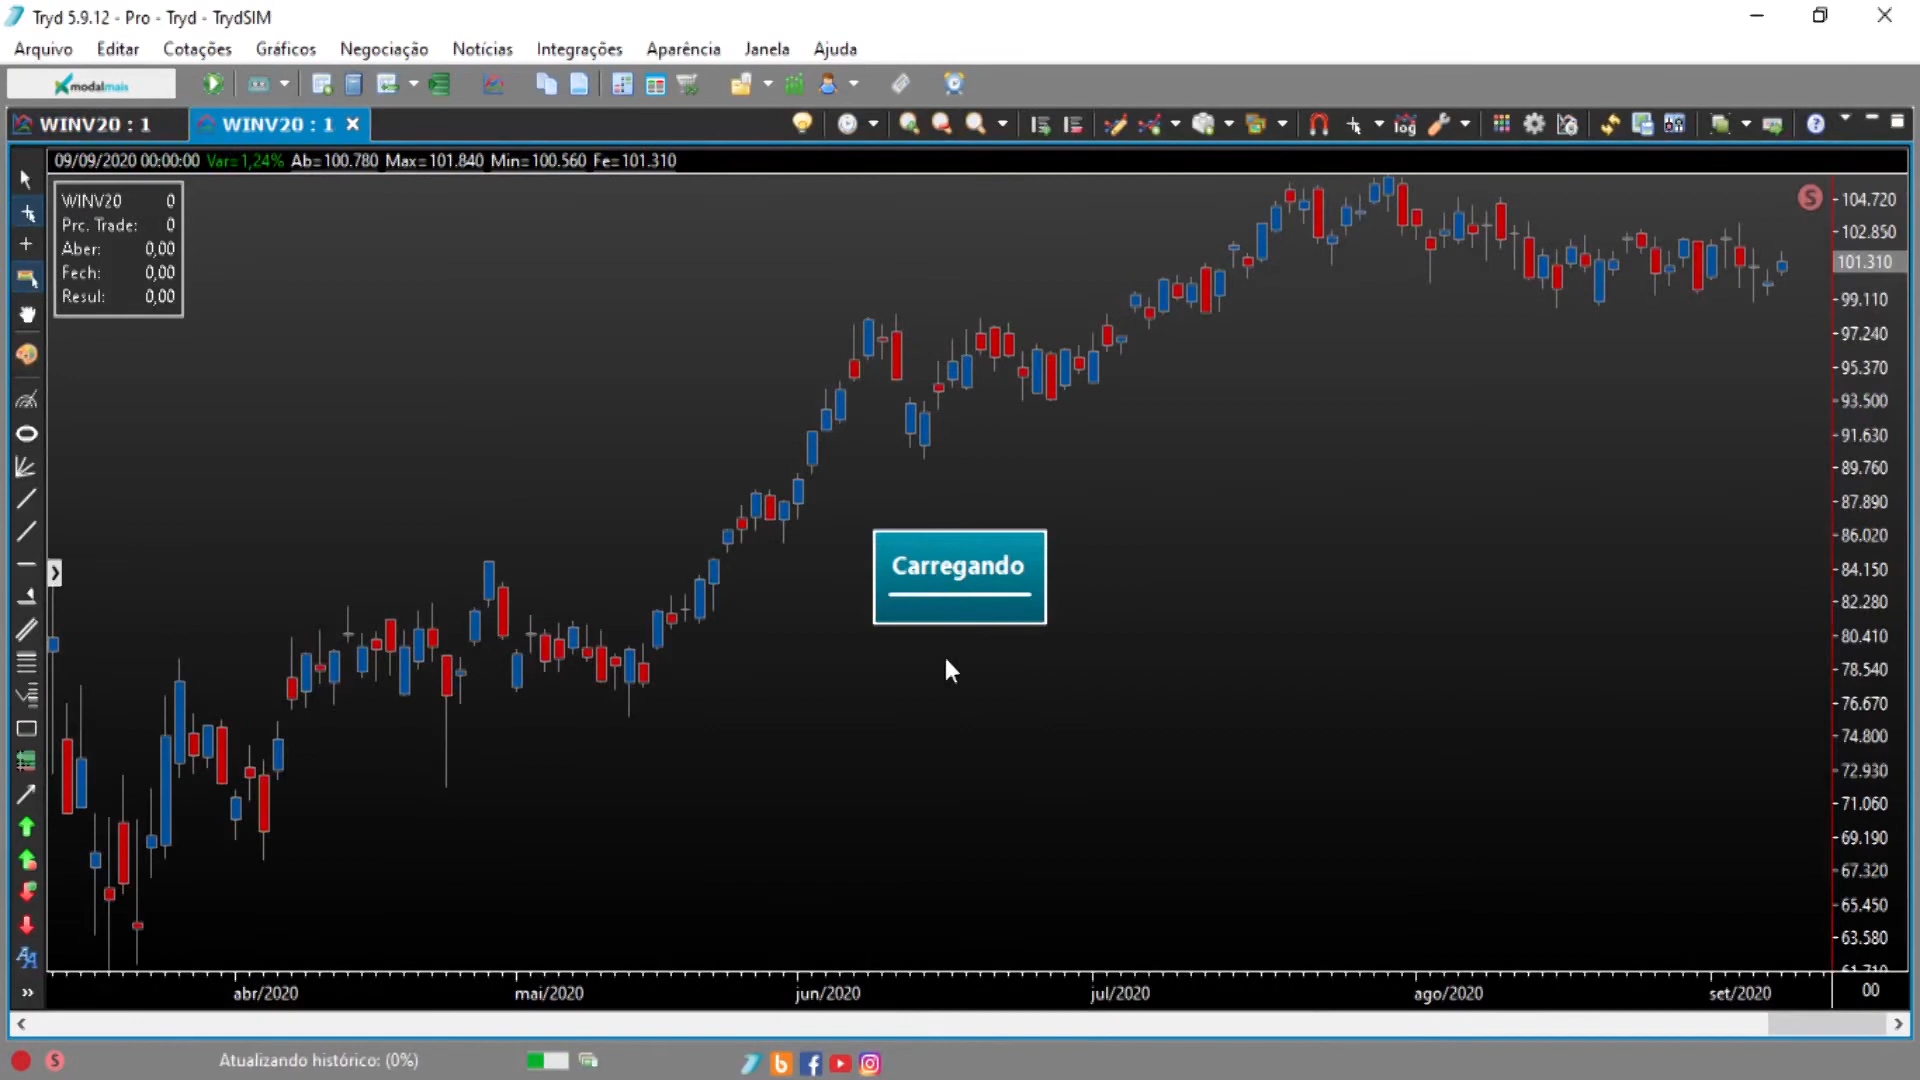 Tryd 5.9.12 - Pro - Tryd - TrydSIM
Arquivo Editar Cotações Gráficos Negociação Notícias Integrações Aparência Janela Ajuda
modalmais
WINV20 : 1 WINV20 : 1
log
09/09/2020 00:00:00 Var=1,24% Ab=100.780 Max=101.840 Min=100.560 Fe=101.310
WINV20 0
Prc. Trade: 0
Aber: 0,00
Fech: 0,00
Resul: 0,00
S
104.720
102.850
101.310
99.110
97.240
95.370
93.500
91.630
89.760
87.890
86.020
84.150
82.280
80.410
78.540
76.670
74.800
72.930
71.060
69.190
67.320
65.450
63.580
61.710
Carregando
abr/2020 mai/2020 jun/2020 jul/2020 ago/2020 set/2020 00
S Atualizando histórico: (0%)